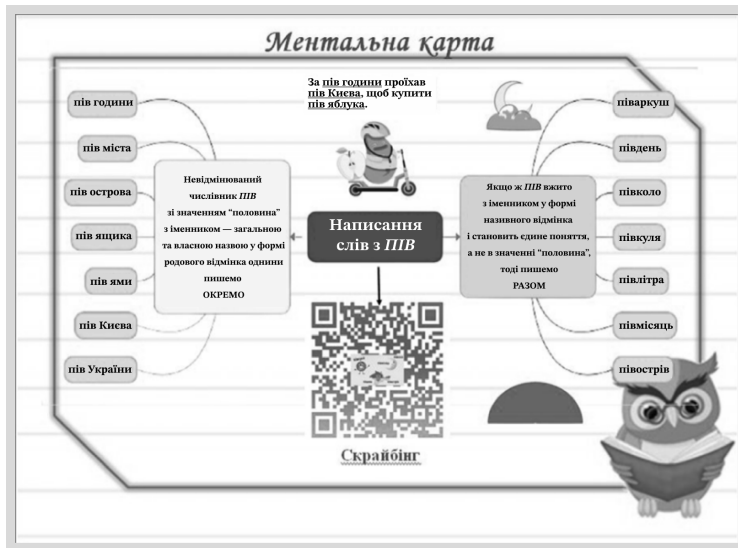 Ментальна карта
За пів години проїхав
пів Києва, щоб купити
пів яблука.
пів години
пів міста
пів острова
пів ящика
пів ями
пів Києва
пів України
Невідмінюваний
числівник ПІВ
зі значенням “половина”
з іменником — загальною
та власною назвою у формі
родового відмінка однини
пишемо
ОКРЕМО
Написання
слів з ПІВ
Якщо ж ПІВ вжито
з іменником у формі
називного відмінка
і становить єдине поняття,
а не в значенні “половина”,
тоді пишемо
РАЗОМ
піваркуш
південь
півколо
півкуля
півлітра
півмісяць
півострів
Скрайбінг